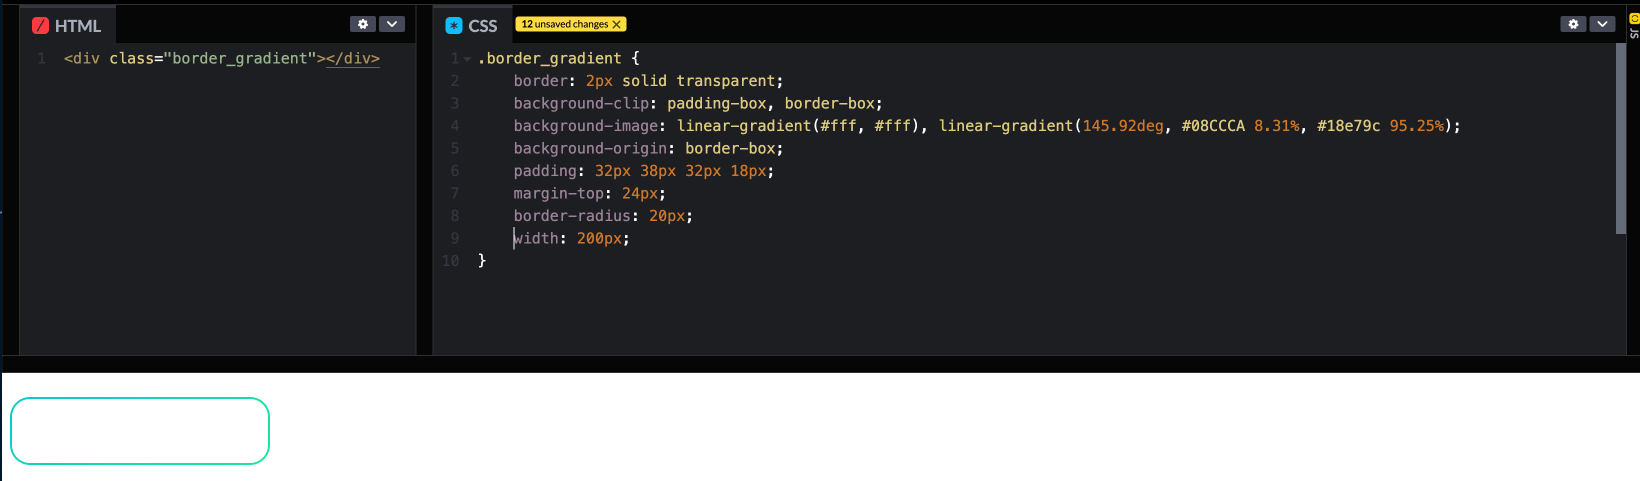 HTML
1 <div class="border_gradient"></div>
CSS
12 unsaved changes X
1 .border_gradient {
2 border: 2px solid transparent;
3 background-clip: padding-box, border-box;
4 background-image: linear-gradient(#fff, #fff), linear-gradient(145.92deg, #08CCCA 8.31%, #18e79c 95.25%);
5 background-origin: border-box;
6 padding: 32px 38px 32px 18px;
7 margin-top: 24px;
8 border-radius: 20px;
9 width: 200px;
10 }
JS